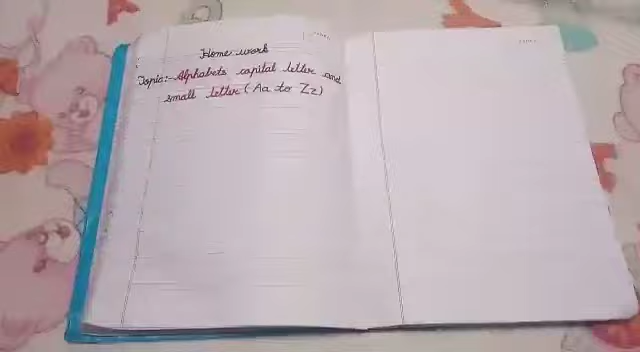 Home work
Topic:- Alphabets capital letter and
small letter (Aa to Zz)